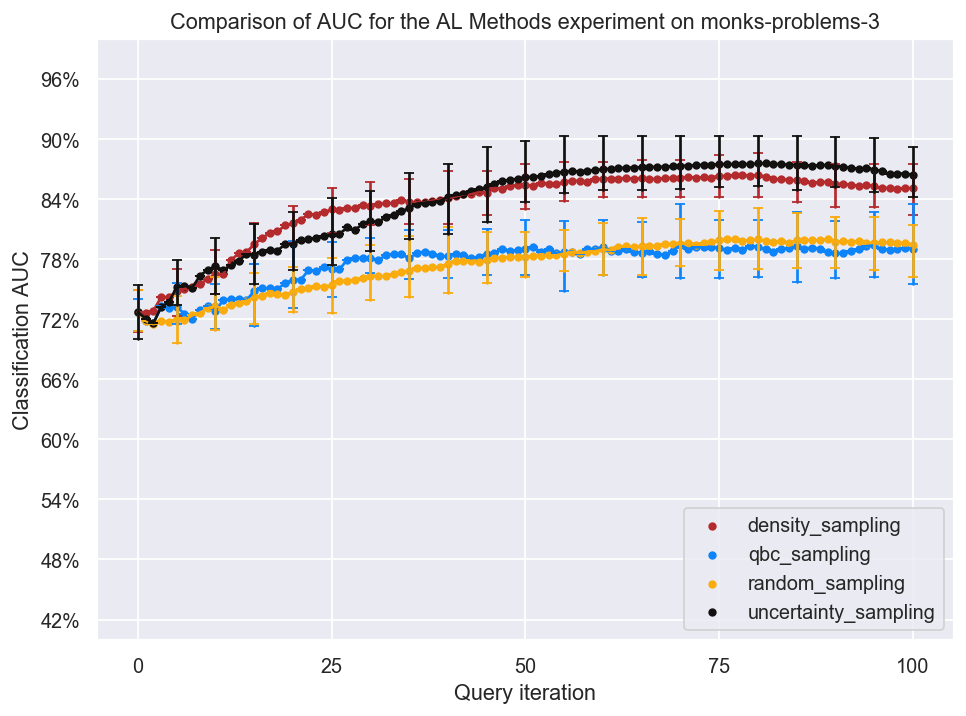 Comparison of AUC for the AL Methods experiment on monks-problems-3
96%
90%
84%
78%
72%
66%
60%
54%
48%
42%
Classification AUC
density_sampling
qbc_sampling
random_sampling
uncertainty_sampling
0 25 50 75 100
Query iteration